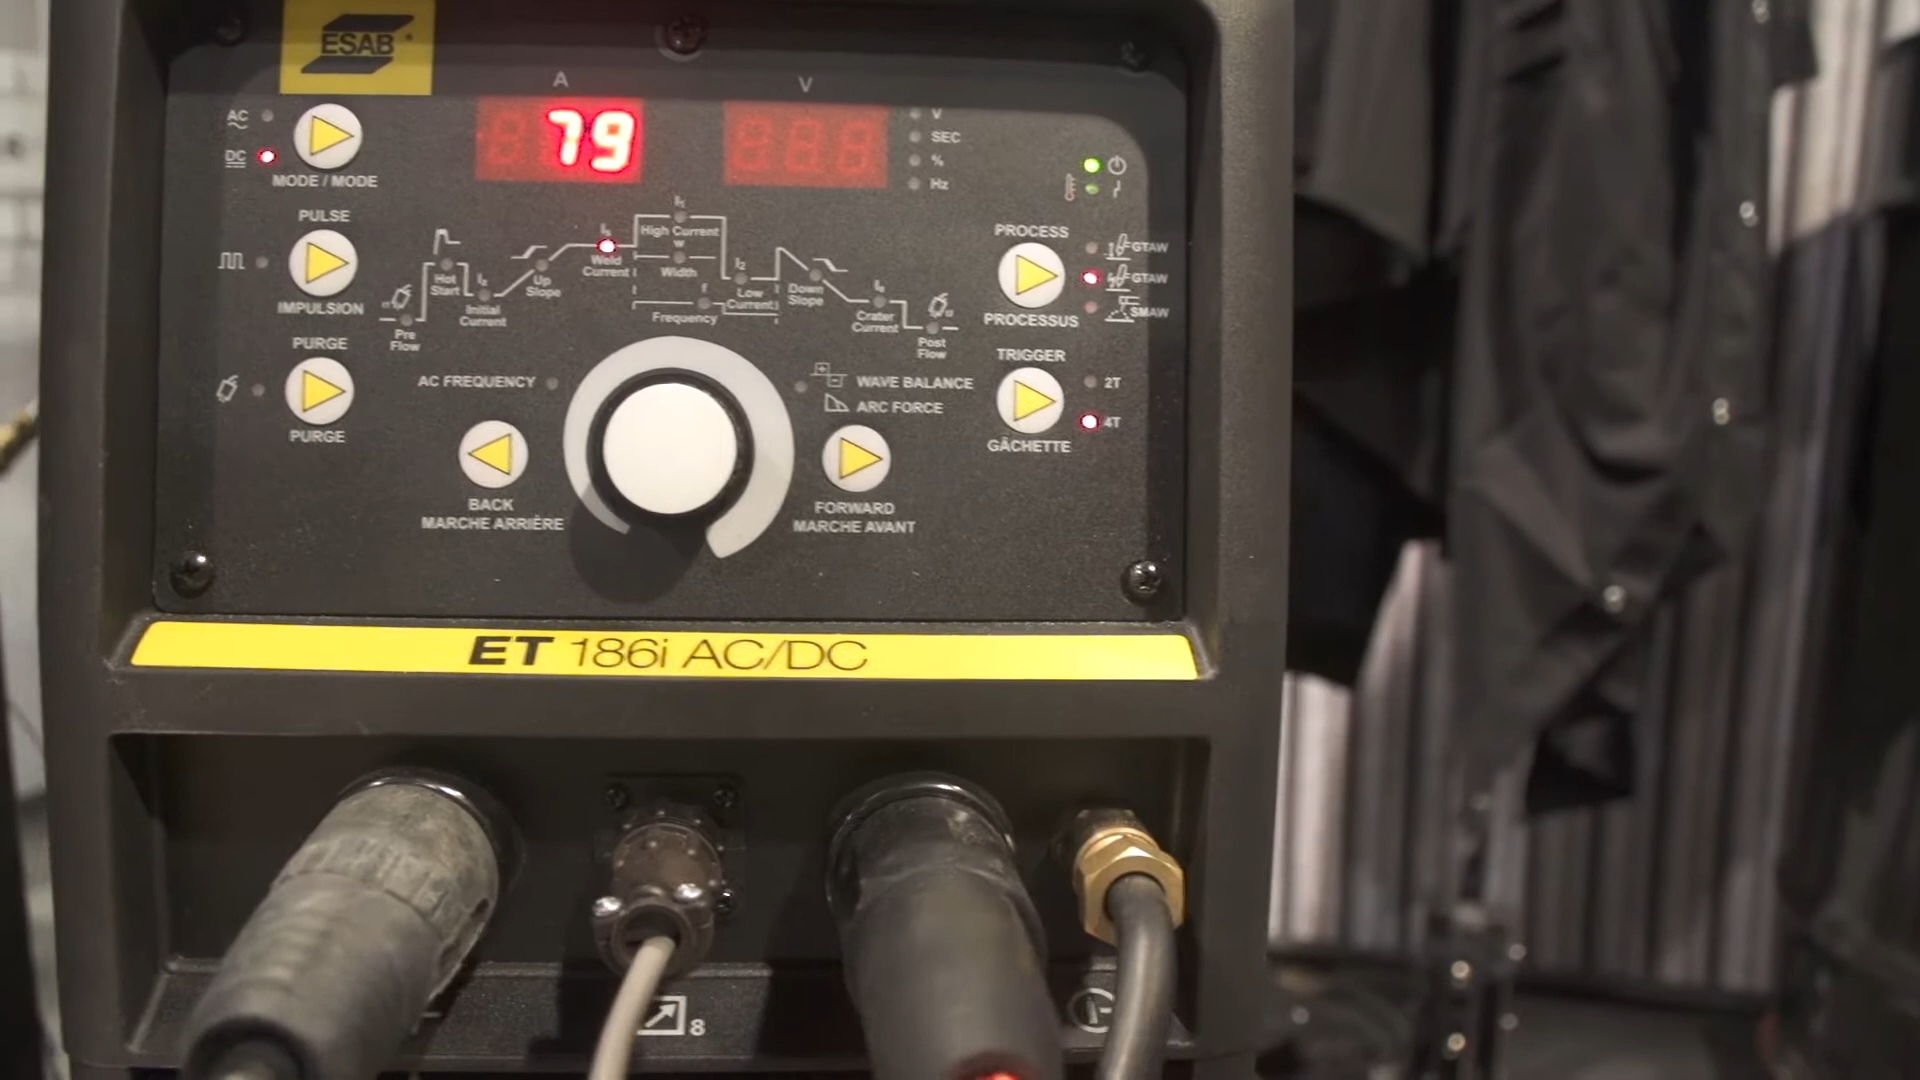 ESAB
A
V
AC
DC
MODE / MODE
79
V
SEC
%
Hz
PULSE
IMPULSION
PURGE
PURGE
Pre
Flow
Hot
Start
Initial
Current
Up
Slope
Weld
Current
High Current
Width
Frequency
Low
Current
Down
Slope
Crater
Current
Post
Flow
PROCESS
PROCESSUS
GTAW
GTAW
SMAW
TRIGGER
GÂCHETTE
2T
4T
AC FREQUENCY
WAVE BALANCE
ARC FORCE
BACK
MARCHE ARRIÈRE
FORWARD
MARCHE AVANT
ET 186i AC/DC
8